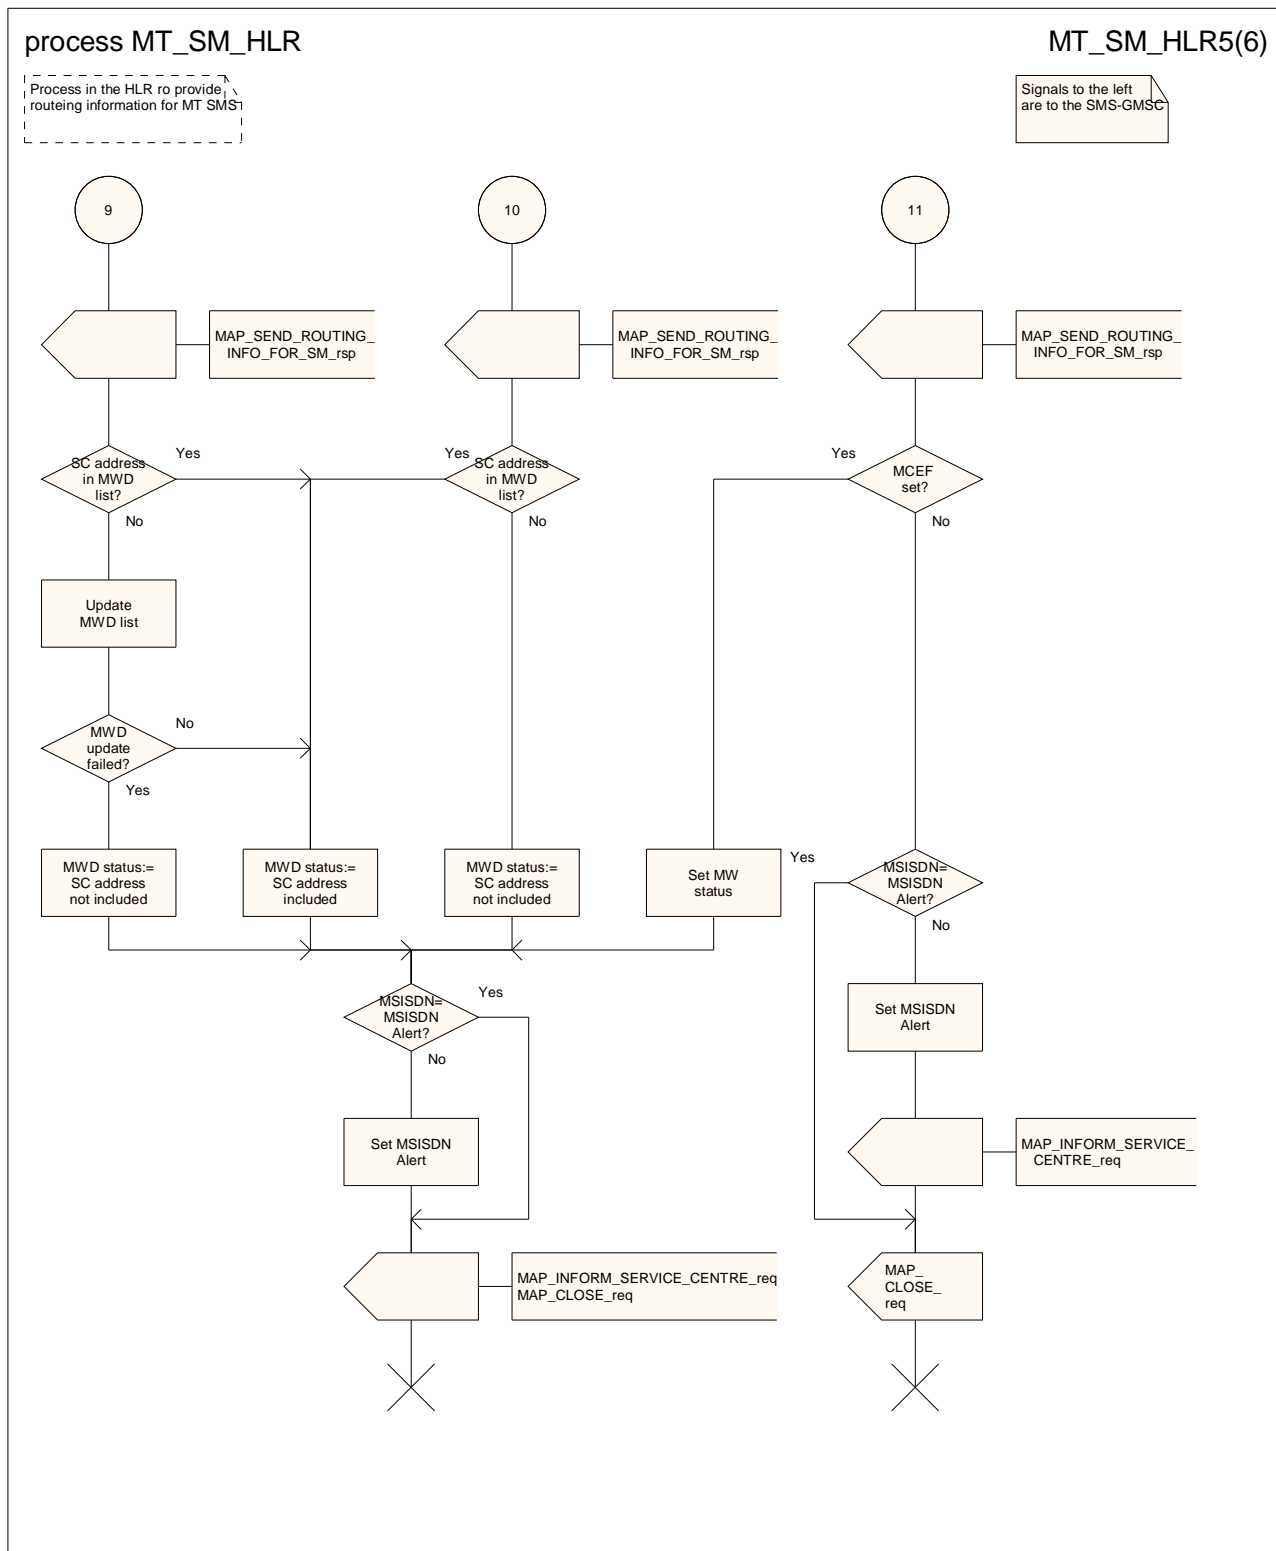 process MT_SM_HLR
MT_SM_HLR5(6)
Process in the HLR ro provide
routeing information for MT SMS
Signals to the left
are to the SMS-GMSC
9
10
11
MAP_SEND_ROUTING_
INFO_FOR_SM_rsp
MAP_SEND_ROUTING_
INFO_FOR_SM_rsp
MAP_SEND_ROUTING_
INFO_FOR_SM_rsp
SC address
in MWD
list?
Yes
No
Yes
SC address
in MWD
list?
No
Yes
MCEF
set?
No
Update
MWD list
MWD
update
failed?
No
Yes
MWD status:=
SC address
not included
MWD status:=
SC address
included
MWD status:=
SC address
not included
Set MW
status
Yes
MSISDN=
MSISDN
Alert?
No
MSISDN=
MSISDN
Alert?
Yes
No
Set MSISDN
Alert
Set MSISDN
Alert
MAP_INFORM_SERVICE_
CENTRE_req
MAP_INFORM_SERVICE_CENTRE_req
MAP_CLOSE_req
MAP_
CLOSE_
req